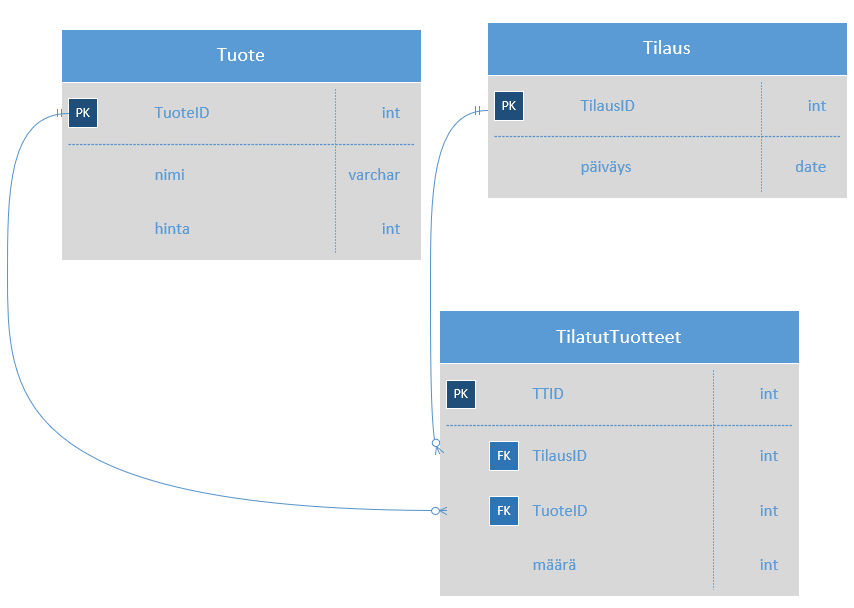 Tuote
PK TuoteID int
nimi varchar
hinta int
Tilaus
PK TilausID int
päiväys date
TilatutTuotteet
PK TTID int
FK TilausID int
FK TuoteID int
määrä int